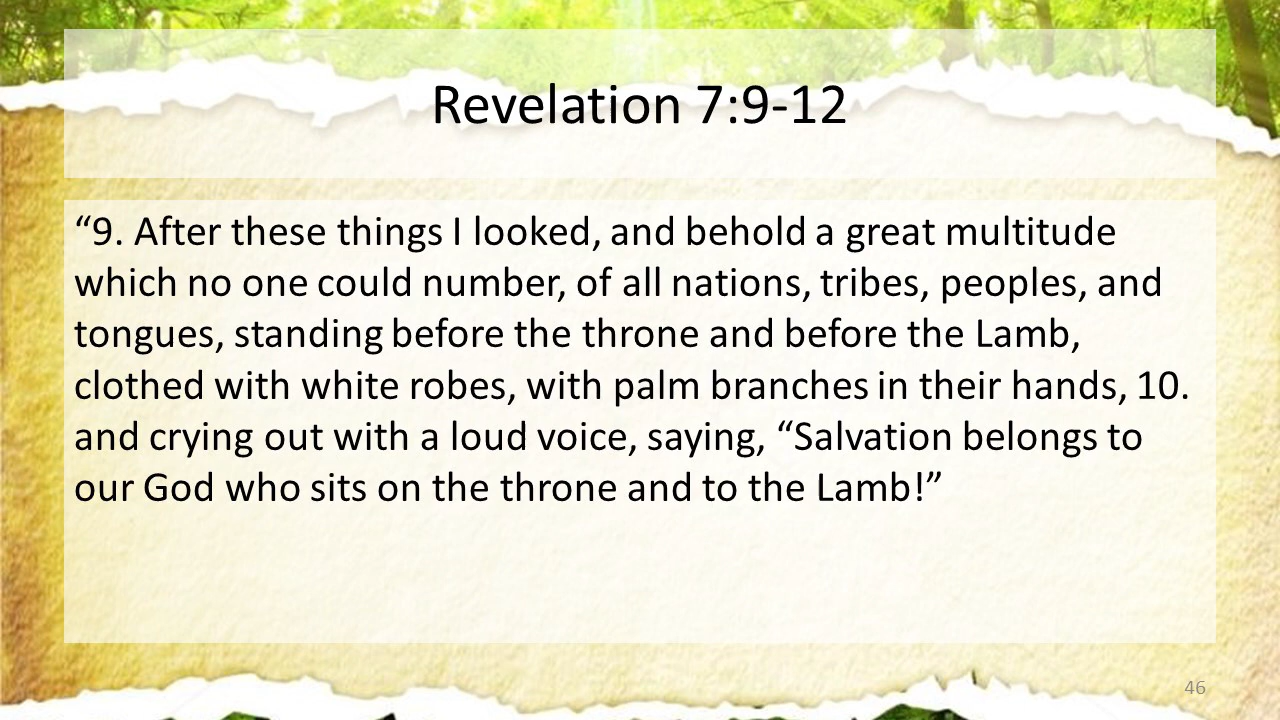 Revelation 7:9-12
“9. After these things I looked, and behold a great multitude
which no one could number, of all nations, tribes, peoples, and
tongues, standing before the throne and before the Lamb,
clothed with white robes, with palm branches in their hands, 10.
and crying out with a loud voice, saying, “Salvation belongs to
our God who sits on the throne and to the Lamb!”
46